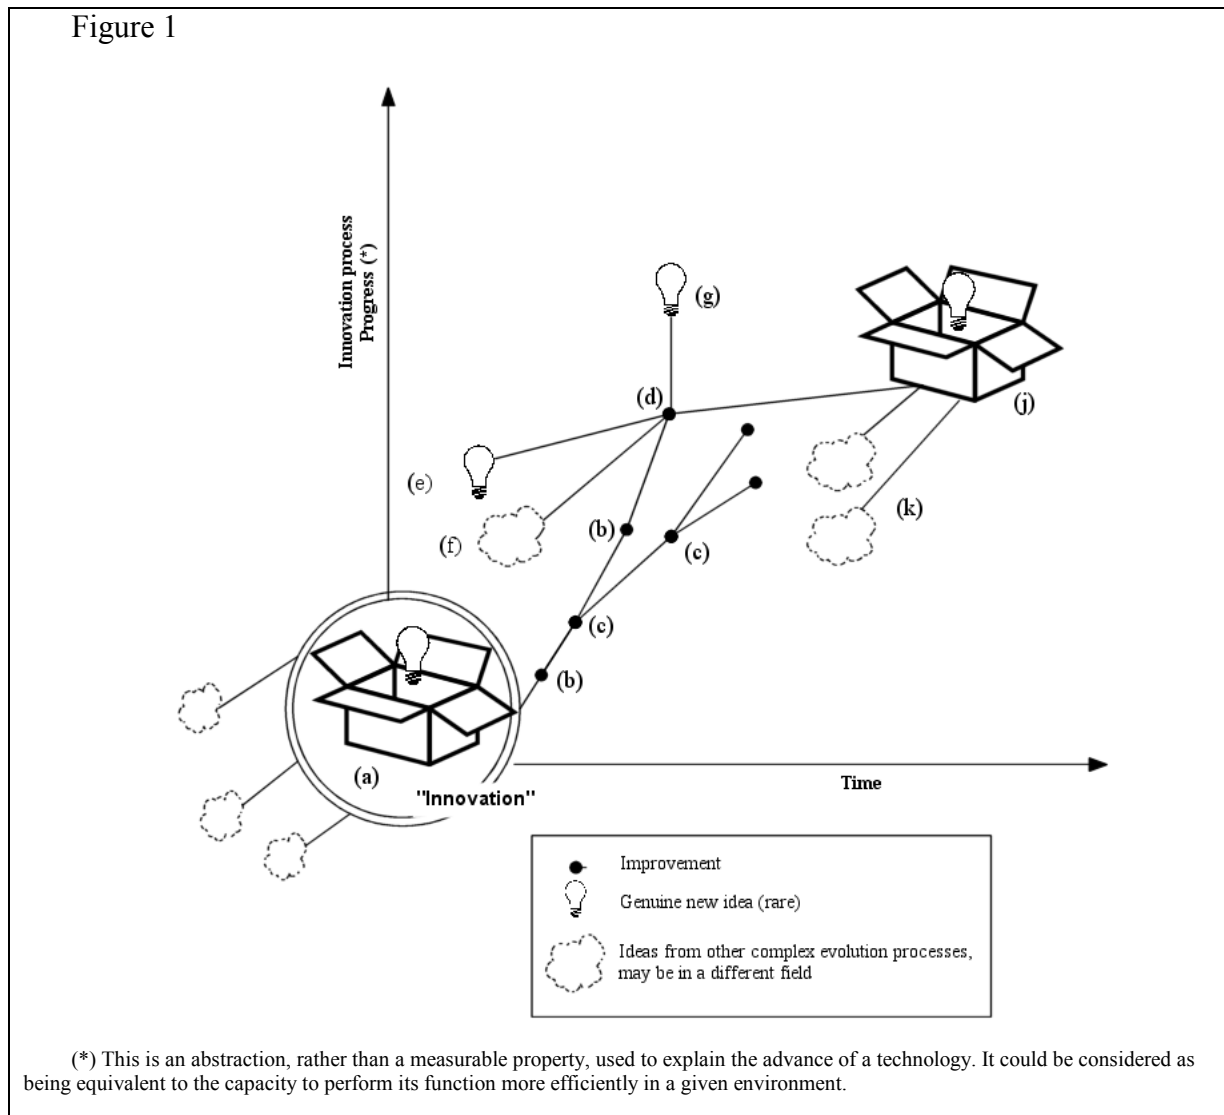 Figure 1
Innovation process
Progress (*)
(g)
(d)
(j)
(e)
(k)
(b)
(f)
(c)
(c)
(b)
(a)
Time
"Innovation"
Improvement
Genuine new idea (rare)
Ideas from other complex evolution processes,
may be in a different field
(*) This is an abstraction, rather than a measurable property, used to explain the advance of a technology. It could be considered as
being equivalent to the capacity to perform its function more efficiently in a given environment.